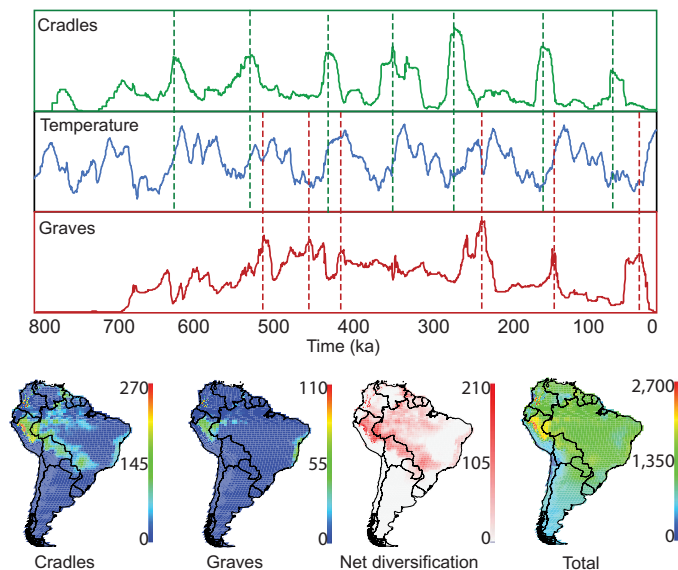 Cradles
Temperature
Graves
800 700 600 500 400 300 200 100 0
Time (ka)
270 110 210 2,700
145 55 105 1,350
0 0 0 0
Cradles Graves Net diversification Total